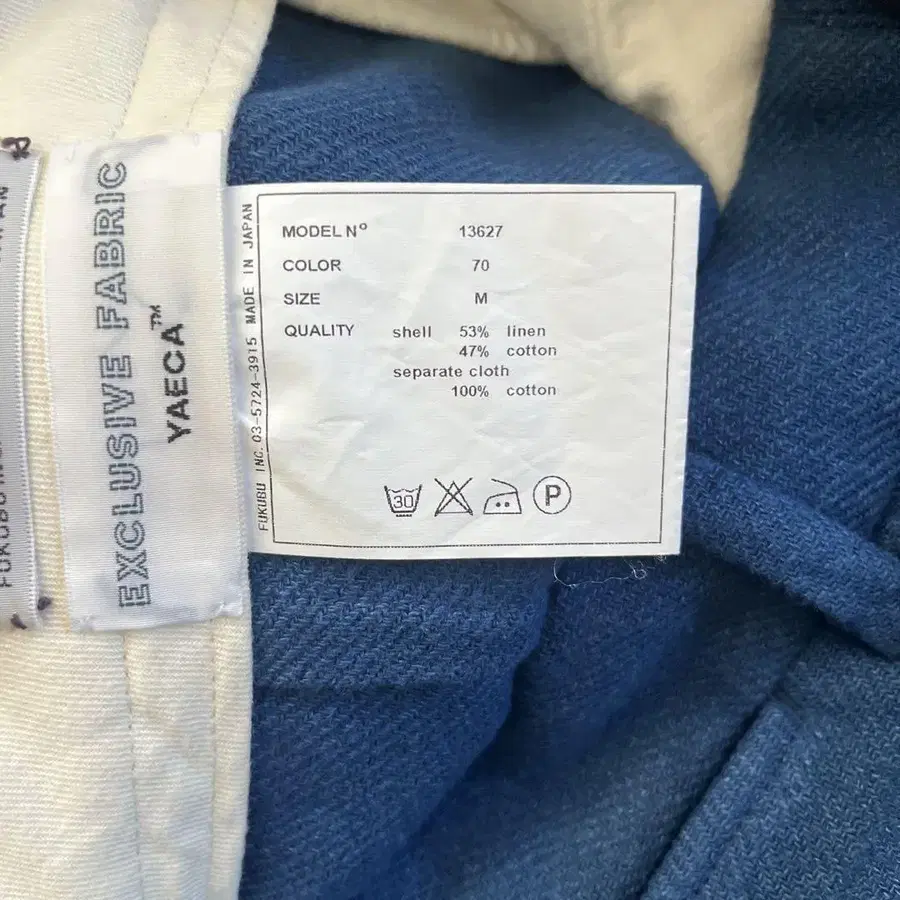 EXCLUSIVE FABRIC
YAECA™
FUKUBU INC. 03-5724-3915 MADE IN JAPAN
MODEL Nº 13627
COLOR 70
SIZE M
QUALITY shell 53% linen
47% cotton
separate cloth
100% cotton
30
P